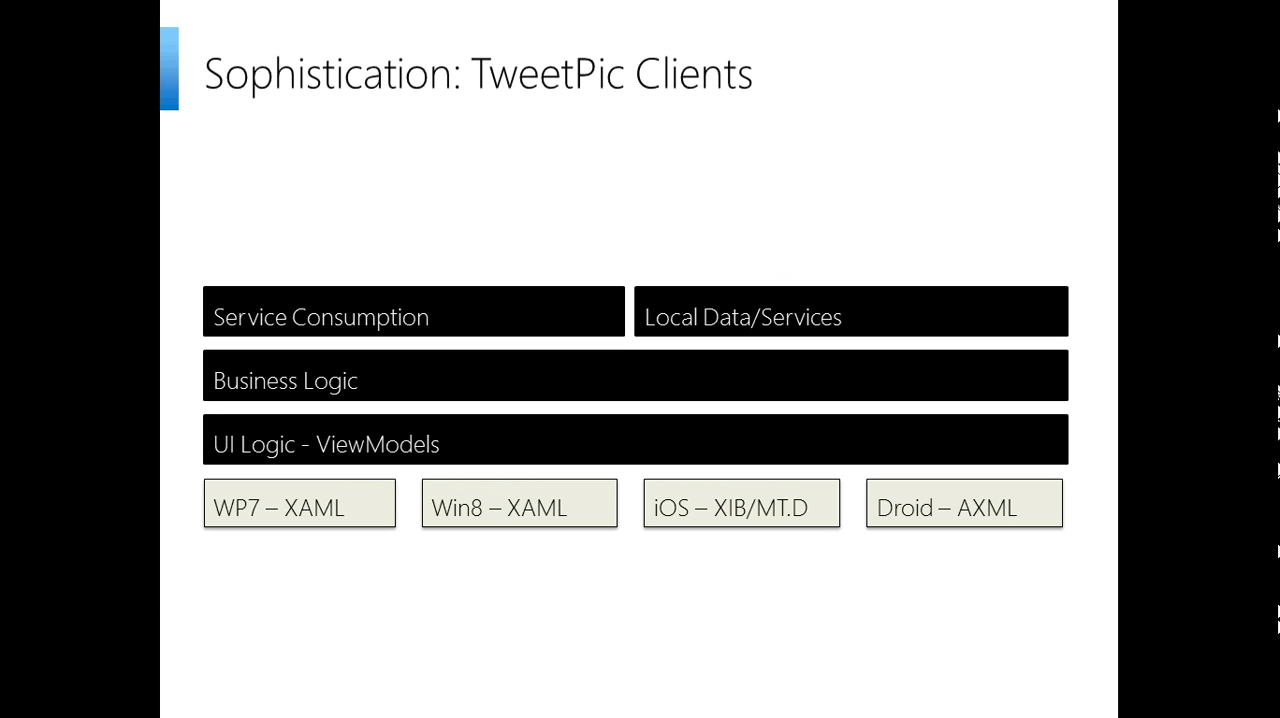 Sophistication: TweetPic Clients
Service Consumption
Local Data/Services
Business Logic
UI Logic - ViewModels
WP7 – XAML
Win8 – XAML
iOS – XIB/MT.D
Droid – AXML